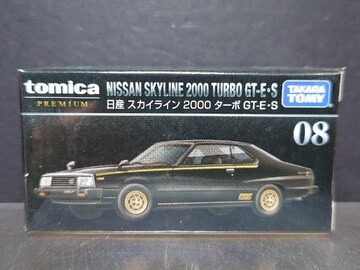 tomica
PREMIUM
NISSAN SKYLINE 2000 TURBO GT-E・S
日産 スカイライン 2000 ターボ GT-E・S
TAKARA
TOMY
08